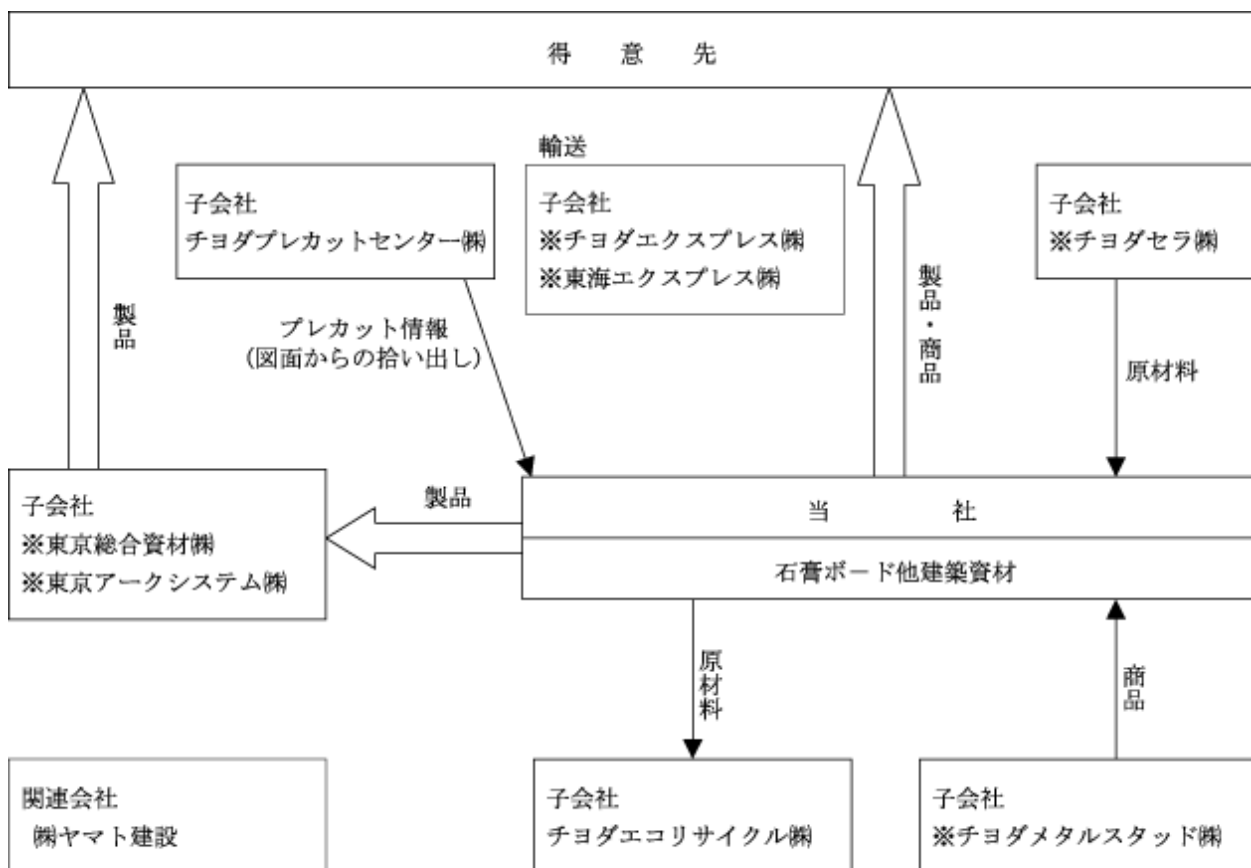 得意先
輸送
子会社
チヨダプレカットセンター㈱
子会社
※チヨダエクスプレス㈱
※東海エクスプレス㈱
子会社
※チヨダセラ㈱
製品
プレカット情報
(図面からの拾い出し)
製品・商品
原材料
子会社
※東京総合資材㈱
※東京アークシステム㈱
製品
当社
石膏ボード他建築資材
原材料
商品
関連会社
㈱ヤマト建設
子会社
チヨダエコリサイクル㈱
子会社
※チヨダメタルスタッド㈱